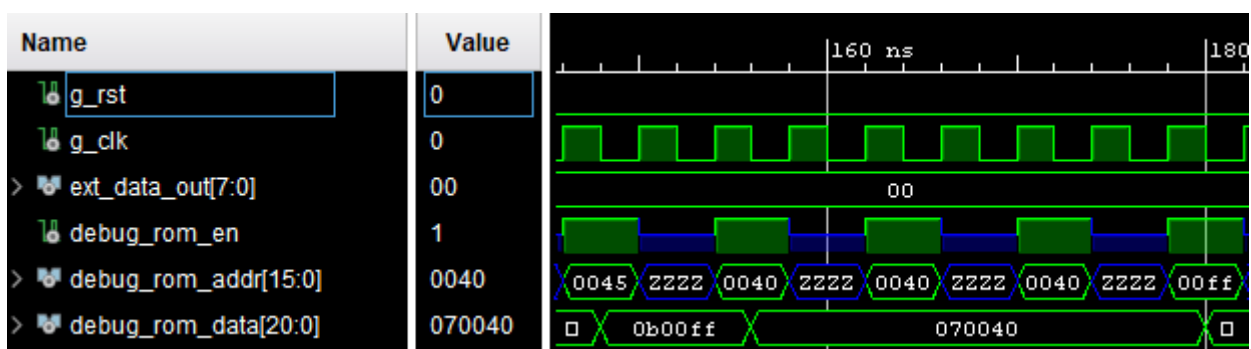 Name Value 160 ns 180
g_rst 0
g_clk 0
ext_data_out[7:0] 00 00
debug_rom_en 1
debug_rom_addr[15:0] 0040 0045 ZZZZ 0040 ZZZZ 0040 ZZZZ 0040 ZZZZ 00ff
debug_rom_data[20:0] 070040 0b00ff 070040